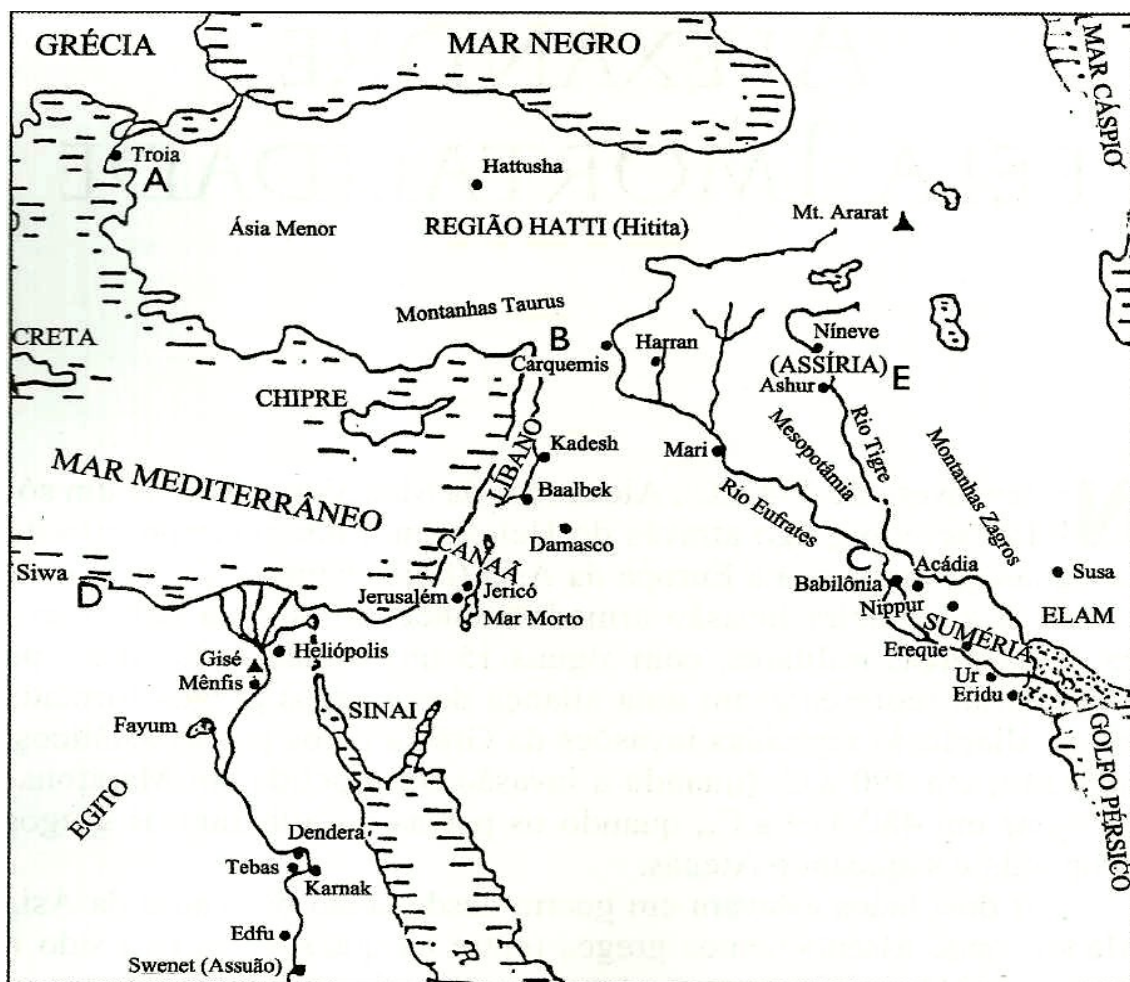 GRÉCIA
MAR NEGRO
MAR CÁSPIO
Troia
A
Hattusha
Mt. Ararat
Ásia Menor
REGIÃO HATTI (Hitita)
Montanhas Taurus
CRETA
B
Carquemis
Harran
Níneve
(ASSÍRIA)
E
Ashur
CHIPRE
Kadesh
Mari
Mesopotâmia
Rio Tigre
Montanhas Zagros
MAR MEDITERRÂNEO
LIBANO
Baalbek
Rio Eufrates
Damasco
CANAÃ
Siwa
D
C
Acádia
Susa
Babilônia
Jerusalém
Jericó
Nippur
ELAM
Mar Morto
SUMÉRIA
Ereque
Heliópolis
Gisé
Mênfis
Ur
Eridu
Fayum
SINAI
GOLFO PÉRSICO
EGITO
Dendera
Tebas
Karnak
Edfu
Swenet (Assuão)